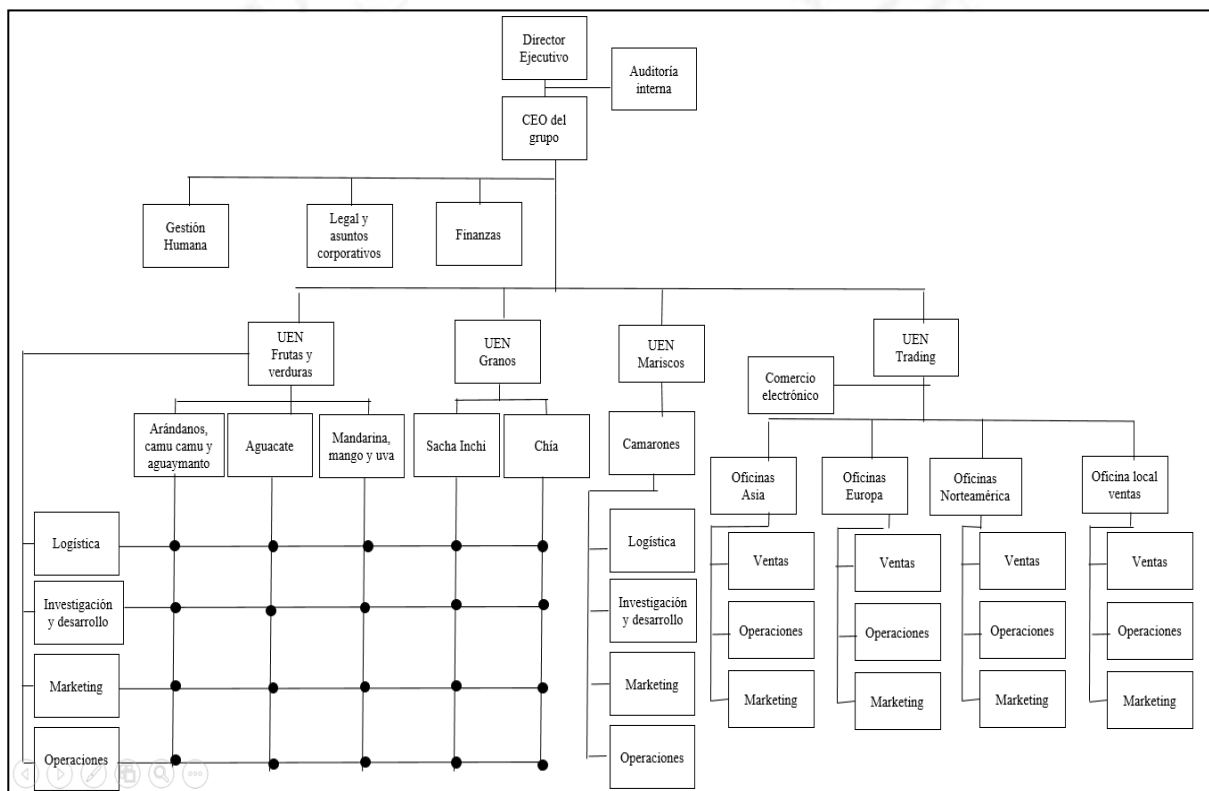 Director
Ejecutivo
Auditoría
interna
CEO del
grupo
Gestión
Humana
Legal y
asuntos
corporativos
Finanzas
UEN
Frutas y
verduras
UEN
Granos
UEN
Mariscos
UEN
Trading
Comercio
electrónico
Arándanos,
camu camu y
aguaymanto
Aguacate
Mandarina,
mango y uva
Sacha Inchi
Chía
Camarones
Oficinas
Asia
Oficinas
Europa
Oficinas
Norteamérica
Oficina local
ventas
Logística
Investigación
y desarrollo
Marketing
Operaciones
Logística
Investigación
y desarrollo
Marketing
Operaciones
Ventas
Operaciones
Marketing
Ventas
Operaciones
Marketing
Ventas
Operaciones
Marketing
Ventas
Operaciones
Marketing